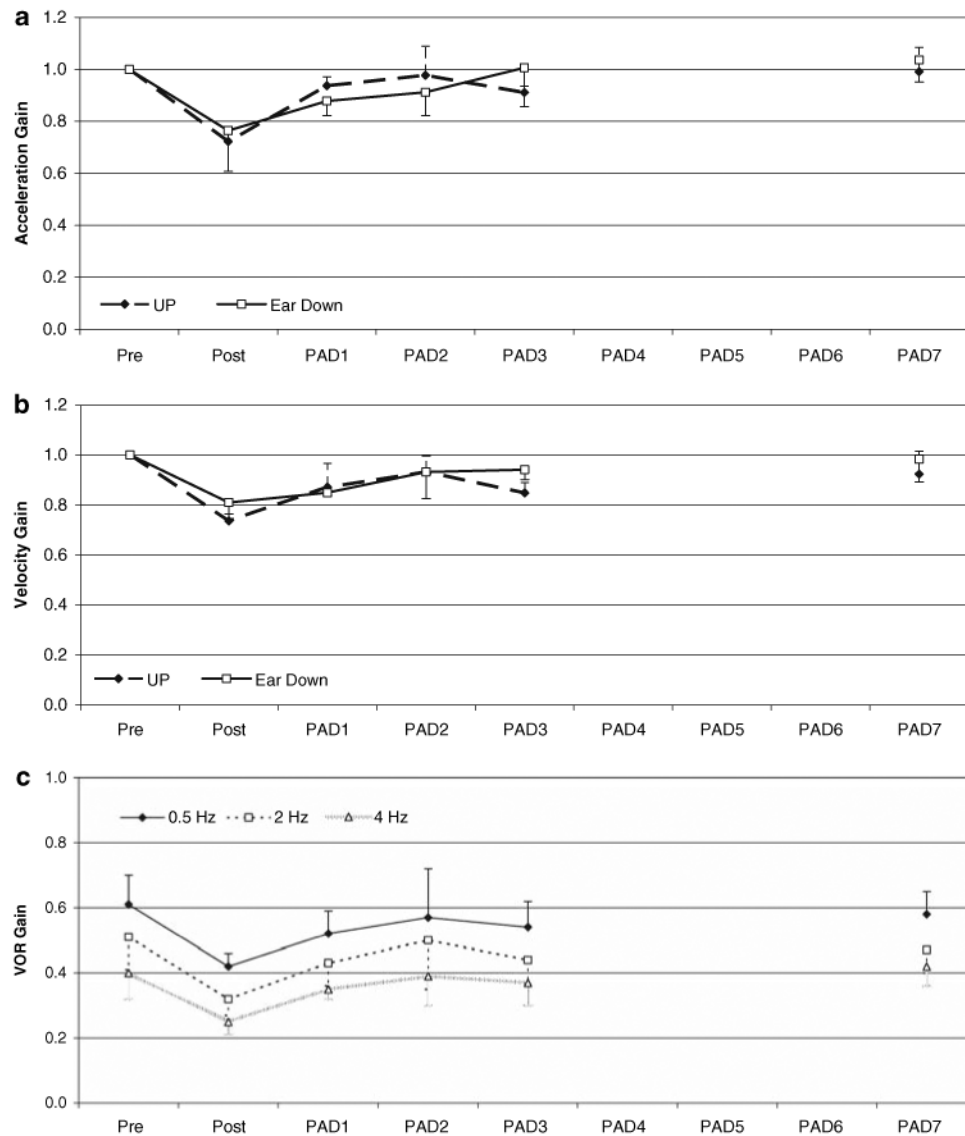 a
1.2
1.0
0.8
0.6
0.4
0.2
0.0
Acceleration Gain
UP Ear Down
Pre Post PAD1 PAD2 PAD3 PAD4 PAD5 PAD6 PAD7
b
1.2
1.0
0.8
0.6
0.4
0.2
0.0
Velocity Gain
UP Ear Down
Pre Post PAD1 PAD2 PAD3 PAD4 PAD5 PAD6 PAD7
c
1.0
0.8
0.6
0.4
0.2
0.0
VOR Gain
0.5 Hz 2 Hz 4 Hz
Pre Post PAD1 PAD2 PAD3 PAD4 PAD5 PAD6 PAD7